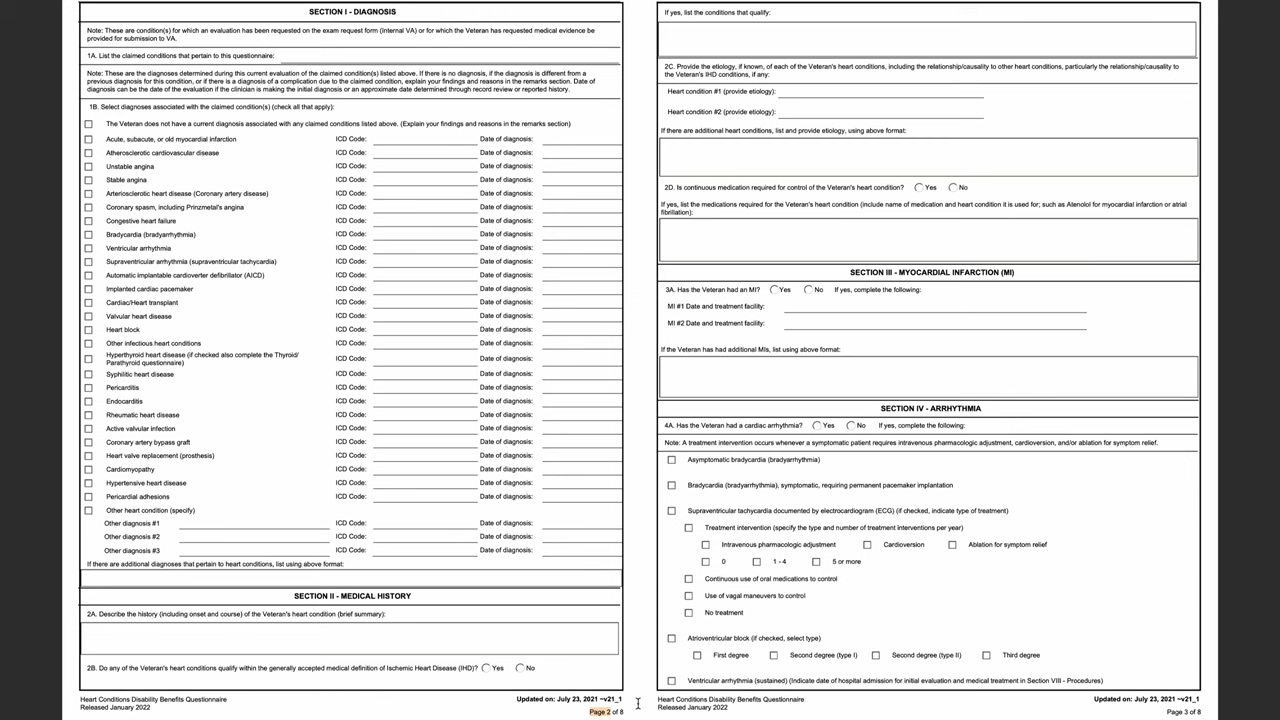 SECTION I - DIAGNOSIS
Note: These are condition(s) for which an evaluation has been requested on the exam request form (Internal VA) or for which the Veteran has requested medical evidence be
provided for submission to VA.
1A. List the claimed conditions that pertain to this questionnaire:
Note: These are the diagnoses determined during this current evaluation of the claimed condition(s) listed above. If there is no diagnosis, if the diagnosis is different from a
previous diagnosis for this condition, or if there is a diagnosis of a complication due to the claimed condition, explain your findings and reasons in the remarks section. Date of
diagnosis can be the date of the evaluation if the clinician is making the initial diagnosis or an approximate date determined through record review or reported history.
1B. Select diagnoses associated with the claimed condition(s) (check all that apply):
The Veteran does not have a current diagnosis associated with any claimed conditions listed above. (Explain your findings and reasons in the remarks section)
Acute, subacute, or old myocardial infarction ICD Code: Date of diagnosis:
Atherosclerotic cardiovascular disease ICD Code: Date of diagnosis:
Unstable angina ICD Code: Date of diagnosis:
Stable angina ICD Code: Date of diagnosis:
Arteriosclerotic heart disease (Coronary artery disease) ICD Code: Date of diagnosis:
Coronary spasm, including Prinzmetal's angina ICD Code: Date of diagnosis:
Congestive heart failure ICD Code: Date of diagnosis:
Bradycardia (bradyarrhythmia) ICD Code: Date of diagnosis:
Ventricular arrhythmia ICD Code: Date of diagnosis:
Supraventricular arrhythmia (supraventricular tachycardia) ICD Code: Date of diagnosis:
Automatic implantable cardioverter defibrillator (AICD) ICD Code: Date of diagnosis:
Implanted cardiac pacemaker ICD Code: Date of diagnosis:
Cardiac/Heart transplant ICD Code: Date of diagnosis:
Valvular heart disease ICD Code: Date of diagnosis:
Heart block ICD Code: Date of diagnosis:
Other infectious heart conditions ICD Code: Date of diagnosis:
Hyperthyroid heart disease (if checked also complete the Thyroid/
Parathyroid questionnaire) ICD Code: Date of diagnosis:
Syphilitic heart disease ICD Code: Date of diagnosis:
Pericarditis ICD Code: Date of diagnosis:
Endocarditis ICD Code: Date of diagnosis:
Rheumatic heart disease ICD Code: Date of diagnosis:
Active valvular infection ICD Code: Date of diagnosis:
Coronary artery bypass graft ICD Code: Date of diagnosis:
Heart valve replacement (prosthesis) ICD Code: Date of diagnosis:
Cardiomyopathy ICD Code: Date of diagnosis:
Hypertensive heart disease ICD Code: Date of diagnosis:
Pericardial adhesions ICD Code: Date of diagnosis:
Other heart condition (specify)
Other diagnosis #1 ICD Code: Date of diagnosis:
Other diagnosis #2 ICD Code: Date of diagnosis:
Other diagnosis #3 ICD Code: Date of diagnosis:
If there are additional diagnoses that pertain to heart conditions, list using above format:
SECTION II - MEDICAL HISTORY
2A. Describe the history (including onset and course) of the Veteran's heart condition (brief summary):
2B. Do any of the Veteran's heart conditions qualify within the generally accepted medical definition of Ischemic Heart Disease (IHD)? Yes No
Heart Conditions Disability Benefits Questionnaire Updated on: July 23, 2021 ~v21_1
Released January 2022 Page 2 of 8
If yes, list the conditions that qualify:
2C. Provide the etiology, if known, of each of the Veteran's heart conditions, including the relationship/causality to other heart conditions, particularly the relationship/causality to
the Veteran's IHD conditions, if any:
Heart condition #1 (provide etiology):
Heart condition #2 (provide etiology):
If there are additional heart conditions, list and provide etiology, using above format:
2D. Is continuous medication required for control of the Veteran's heart condition? Yes No
If yes, list the medications required for the Veteran's heart condition (include name of medication and heart condition it is used for; such as Atenolol for myocardial infarction or atrial
fibrillation):
SECTION III - MYOCARDIAL INFARCTION (MI)
3A. Has the Veteran had an MI? Yes No If yes, complete the following:
MI #1 Date and treatment facility:
MI #2 Date and treatment facility:
If the Veteran has had additional MIs, list using above format:
SECTION IV - ARRHYTHMIA
4A. Has the Veteran had a cardiac arrhythmia? Yes No If yes, complete the following:
Note: A treatment intervention occurs whenever a symptomatic patient requires intravenous pharmacologic adjustment, cardioversion, and/or ablation for symptom relief.
Asymptomatic bradycardia (bradyarrhythmia)
Bradycardia (bradyarrhythmia), symptomatic, requiring permanent pacemaker implantation
Supraventricular tachycardia documented by electrocardiogram (ECG) (if checked, indicate type of treatment)
Treatment intervention (specify the type and number of treatment interventions per year)
Intravenous pharmacologic adjustment Cardioversion Ablation for symptom relief
0 1 - 4 5 or more
Continuous use of oral medications to control
Use of vagal maneuvers to control
No treatment
Atrioventricular block (if checked, select type)
First degree Second degree (type I) Second degree (type II) Third degree
Ventricular arrhythmia (sustained) (Indicate date of hospital admission for initial evaluation and medical treatment in Section VIII - Procedures)
Heart Conditions Disability Benefits Questionnaire Updated on: July 23, 2021 ~v21_1
Released January 2022 Page 3 of 8